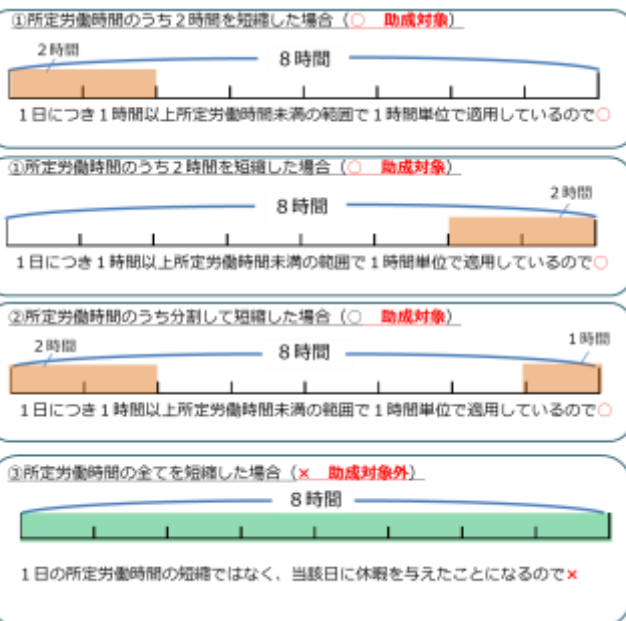 ①所定労働時間のうち２時間を短縮した場合（○　助成対象）
２時間
８時間
１日につき１時間以上所定労働時間未満の範囲で１時間単位で適用しているので○
①所定労働時間のうち２時間を短縮した場合（○　助成対象）
２時間
８時間
１日につき１時間以上所定労働時間未満の範囲で１時間単位で適用しているので○
②所定労働時間のうち分割して短縮した場合（○　助成対象）
２時間
８時間
１時間
１日につき１時間以上所定労働時間未満の範囲で１時間単位で適用しているので○
③所定労働時間の全てを短縮した場合（×　助成対象外）
８時間
１日の所定労働時間の短縮ではなく、当該日に休暇を与えたことになるので×